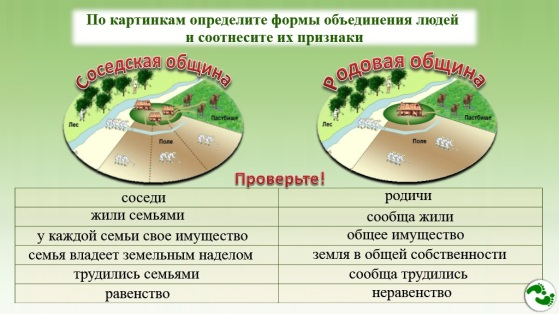 По картинкам определите формы объединения людей
и соотнесите их признаки
Соседская община
Родовая община
Лес
Пастбище
Поле
Лес
Пастбище
Поле
Проверьте!
соседи
родичи
жили семьями
сообща жили
у каждой семьи свое имущество
общее имущество
семья владеет земельным наделом
земля в общей собственности
трудились семьями
сообща трудились
равенство
неравенство